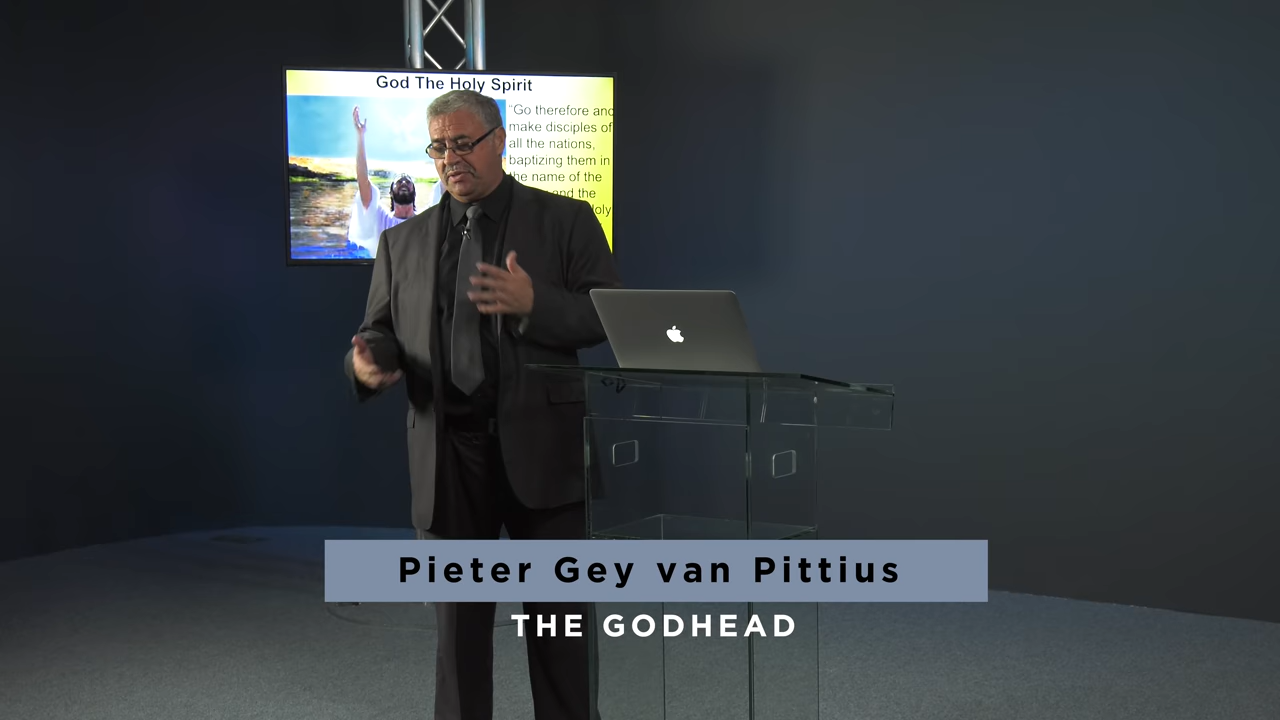 God The Holy Spirit
"Go therefore and
make disciples of
all the nations,
baptizing them in
the name of the
and the
Holy
Pieter Gey van Pittius
THE GODHEAD